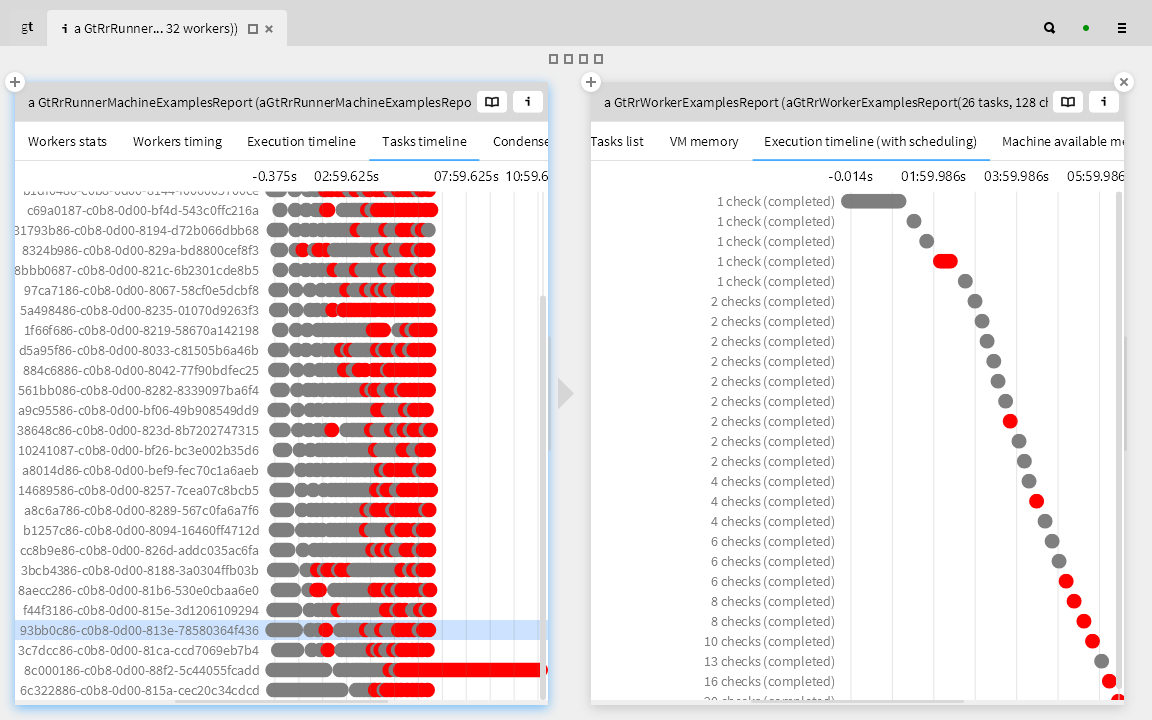 gt
i a GtRrRunner... 32 workers))
a GtRrRunnerMachineExamplesReport (aGtRrRunnerMachineExamplesRepo
Workers stats Workers timing Execution timeline Tasks timeline Condense
-0.375s 02:59.625s 07:59.625s 10:59.6
c69a0187-c0b8-0d00-bf4d-543c0ffc216a
31793b86-c0b8-0d00-8194-d72b066dbb68
8324b986-c0b8-0d00-829a-bd8800cef8f3
8bbb0687-c0b8-0d00-821c-6b2301cde8b5
97ca7186-c0b8-0d00-8067-58cf0e5dcbf8
5a498486-c0b8-0d00-8235-01070d9263f3
1f66f686-c0b8-0d00-8219-58670a142198
d5a95f86-c0b8-0d00-8033-c81505b6a46b
884c6886-c0b8-0d00-8042-77f90bdfec25
561bb086-c0b8-0d00-8282-8339097ba6f4
a9c95586-c0b8-0d00-bf06-49b908549dd9
38648c86-c0b8-0d00-823d-8b7202747315
10241087-c0b8-0d00-bf26-bc3e002b35d6
a8014d86-c0b8-0d00-bef9-fec70c1a6aeb
14689586-c0b8-0d00-8257-7cea07c8bcb5
a8c6a786-c0b8-0d00-8289-567c0fa6a7f6
b1257c86-c0b8-0d00-8094-16460ff4712d
cc8b9e86-c0b8-0d00-826d-addc035ac6fa
3bcb4386-c0b8-0d00-8188-3a0304ffb03b
8aecc286-c0b8-0d00-81b6-530e0cbaa6e0
f44f3186-c0b8-0d00-815e-3d1206109294
93bb0c86-c0b8-0d00-813e-78580364f436
3c7dcc86-c0b8-0d00-81ca-ccd7069eb7b4
8c000186-c0b8-0d00-88f2-5c44055fcadd
6c322886-c0b8-0d00-815a-cec20c34cdcd
a GtRrWorkerExamplesReport (aGtRrWorkerExamplesReport(26 tasks, 128 ch
Tasks list VM memory Execution timeline (with scheduling) Machine available me
-0.014s 01:59.986s 03:59.986s 05:59.986
1 check (completed)
1 check (completed)
1 check (completed)
1 check (completed)
1 check (completed)
2 checks (completed)
2 checks (completed)
2 checks (completed)
2 checks (completed)
2 checks (completed)
2 checks (completed)
2 checks (completed)
2 checks (completed)
2 checks (completed)
4 checks (completed)
4 checks (completed)
4 checks (completed)
6 checks (completed)
6 checks (completed)
6 checks (completed)
8 checks (completed)
8 checks (completed)
10 checks (completed)
13 checks (completed)
16 checks (completed)